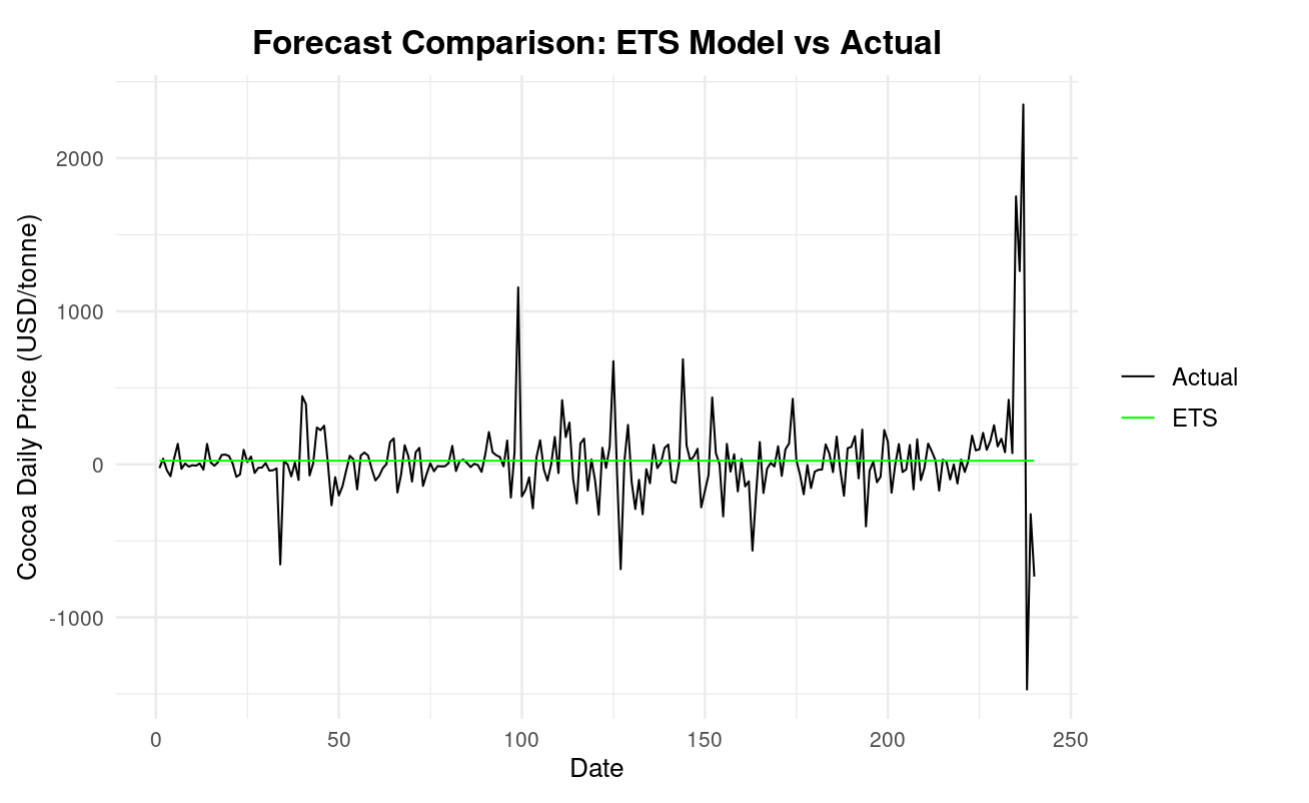 Forecast Comparison: ETS Model vs Actual
Cocoa Daily Price (USD/tonne)
2000
1000
0
-1000
0 50 100 150 200 250
Date
Actual
ETS